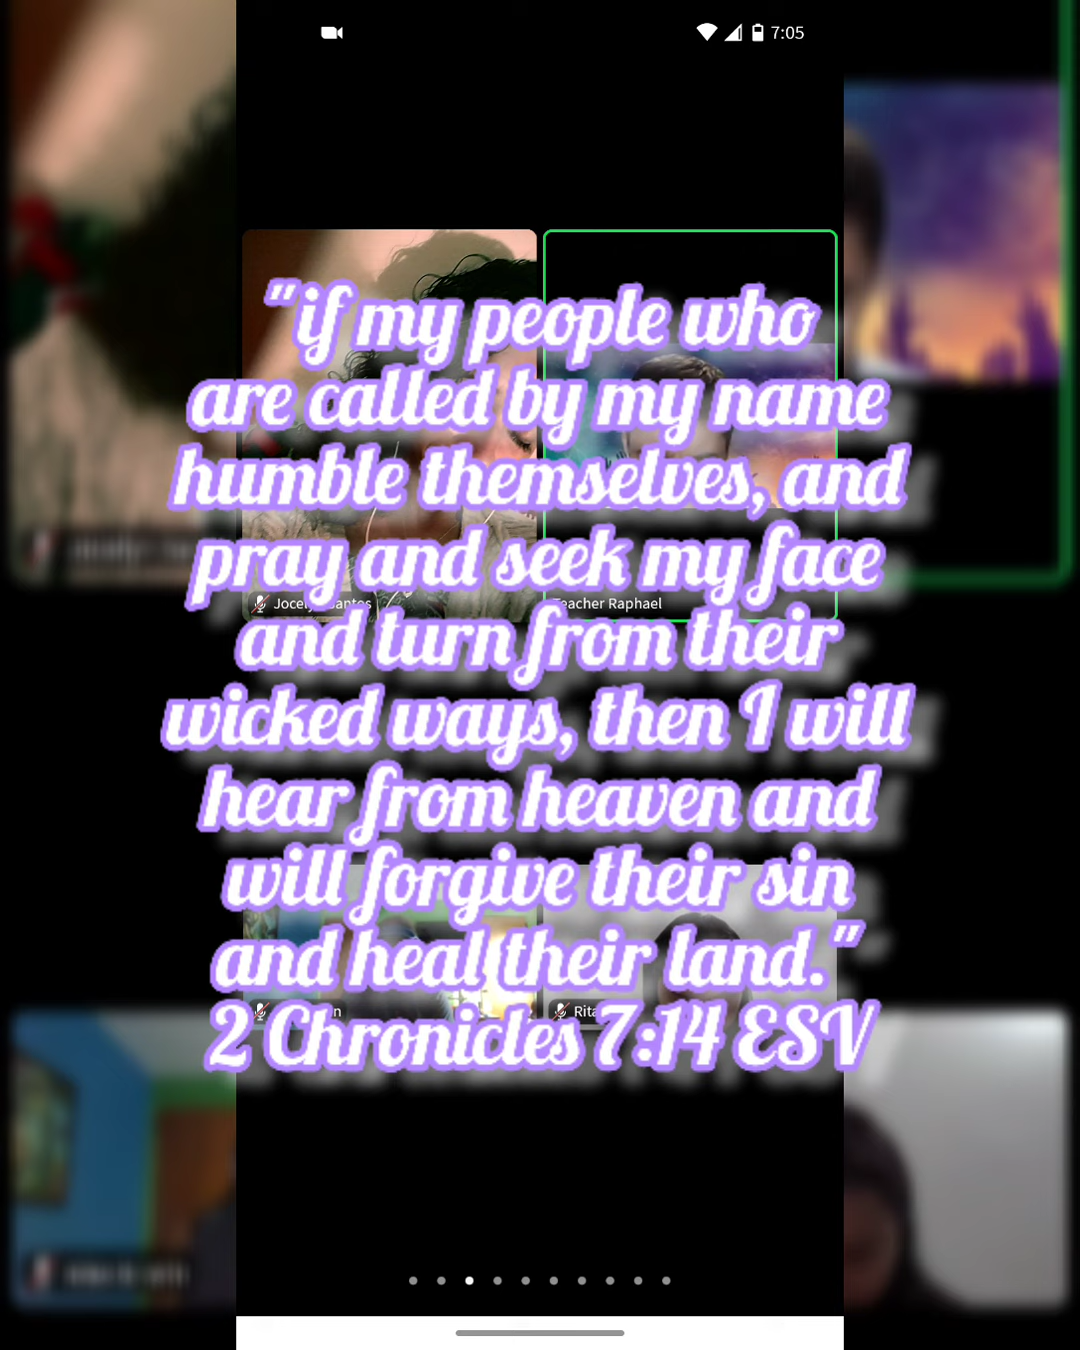 7:05
"if my people who
are called by my name
humble themselves, and
pray and seek my face
and turn from their
wicked ways, then I will
hear from heaven and
will forgive their sin
and heal their land."
2 Chronicles 7:14 ESV
Santos
Teacher Raphael
Rita